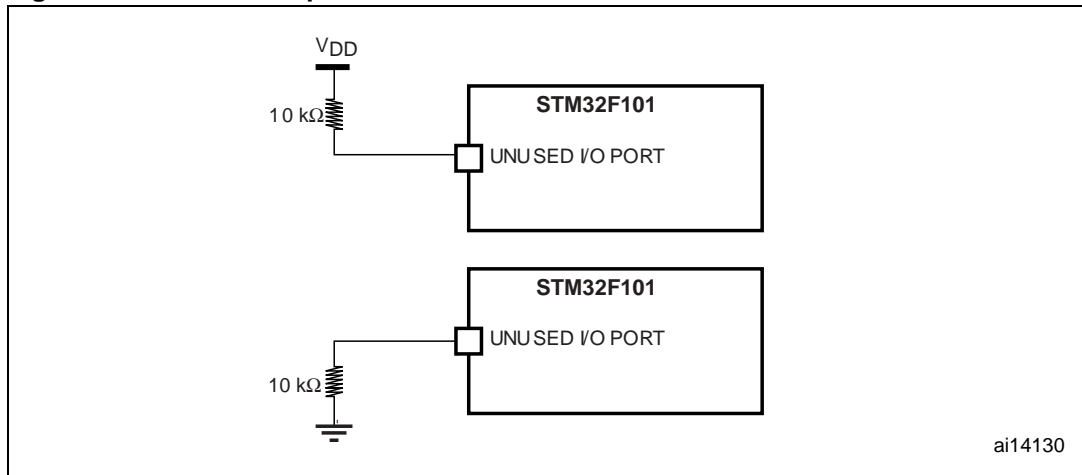 VDD
10 kΩ
STM32F101
UNUSED I/O PORT
STM32F101
UNUSED I/O PORT
10 kΩ
ai14130